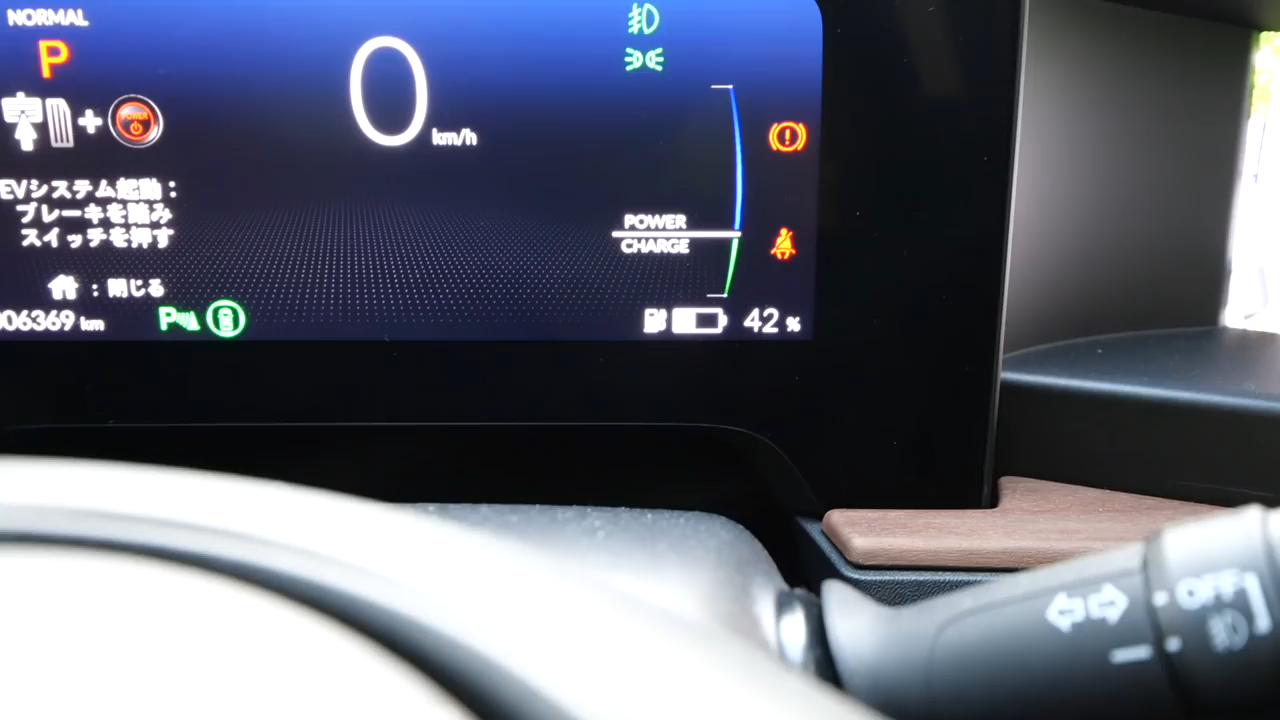 NORMAL
P
0
km/h
+
POWER
EVシステム起動：
ブレーキを踏み
スイッチを押す
：閉じる
POWER
CHARGE
006369 km
P
42 %
OFF